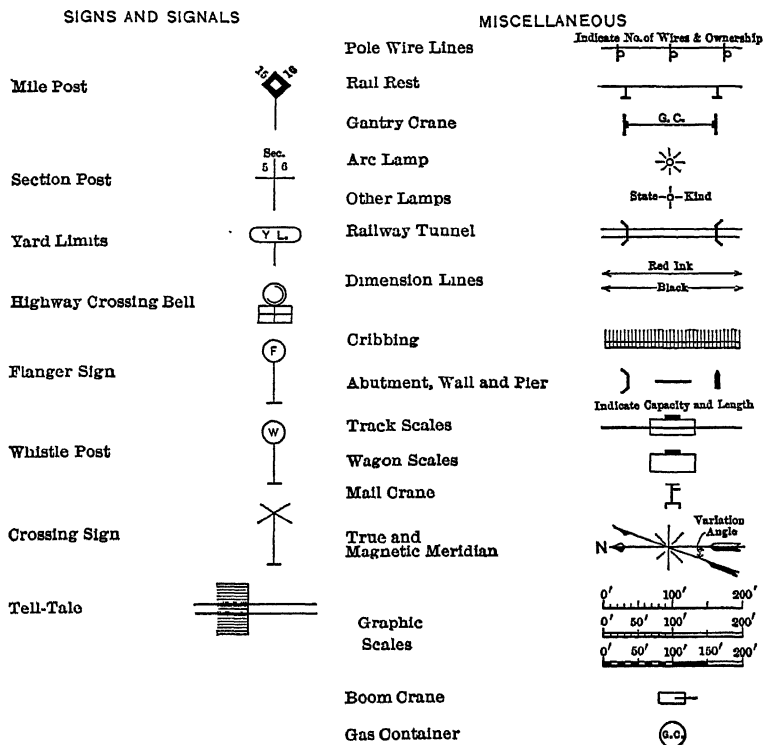 SIGNS AND SIGNALS
Mile Post
15 16
Section Post
Sec.
5 6
Yard Limits
Y L.
Highway Crossing Bell
Flanger Sign
F
Whistle Post
W
Crossing Sign
Tell-Tale
MISCELLANEOUS
Indicate No. of Wires & Ownership
Pole Wire Lines
Rail Rest
Gantry Crane
G. C.
Arc Lamp
Other Lamps
State Kind
Railway Tunnel
Dimension Lines
Red Ink
Black
Cribbing
Abutment, Wall and Pier
Indicate Capacity and Length
Track Scales
Wagon Scales
Mail Crane
True and
Magnetic Meridian
Variation
Angle
N
Graphic
Scales
0' 100' 200'
0' 50' 100' 200'
0' 50' 100' 150' 200'
Boom Crane
Gas Container
G.C.